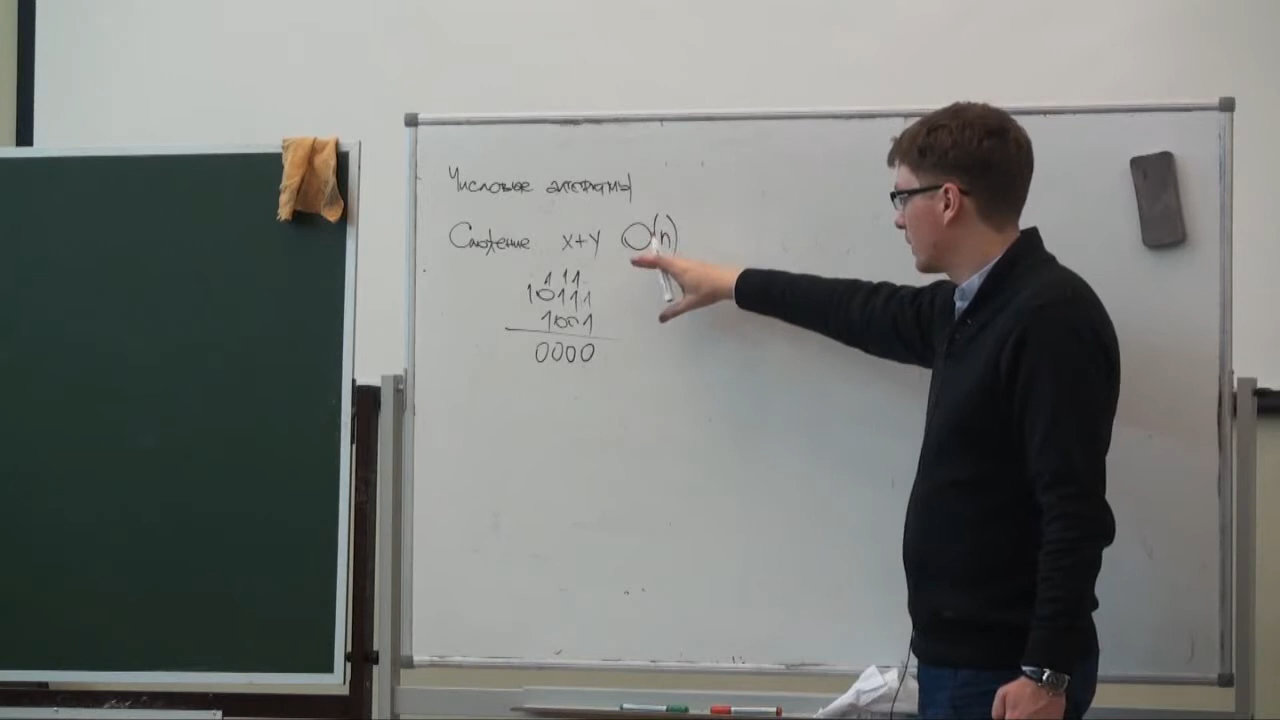 Числовые алгоритмы
Сложение x+y O(n)
111
10111
1001
0000